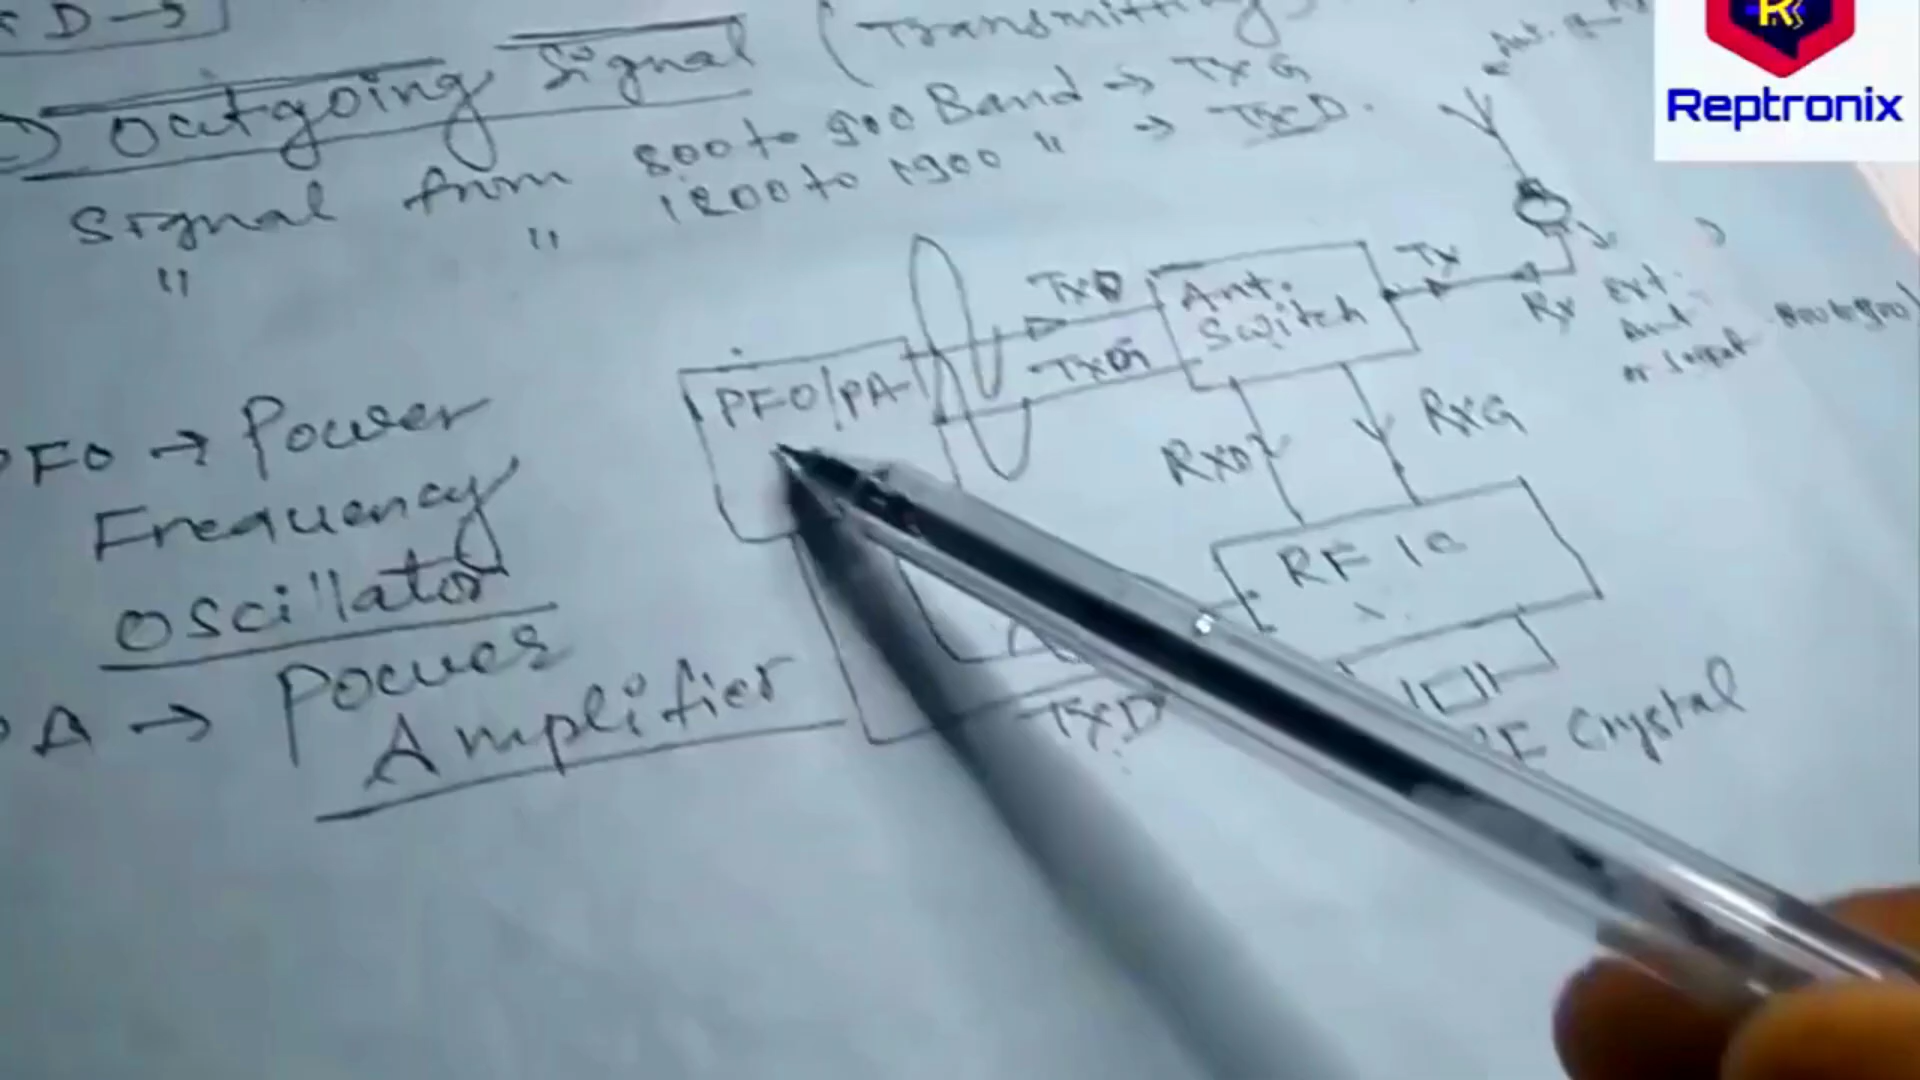 D →
Outgoing Signal (Transmitting
Signal from 800 to 900 Band → TXG
" " 1800 to 1900 " → TXD.
Reptronix
Ant.
Switch
TX
RX
Ext.
Ant
TXD
TXG
PFO/PA
RXD
RXG
RF IC
TXD
Crystal
PFO → Power
Frequency
Oscillator
PA → Power
Amplifier